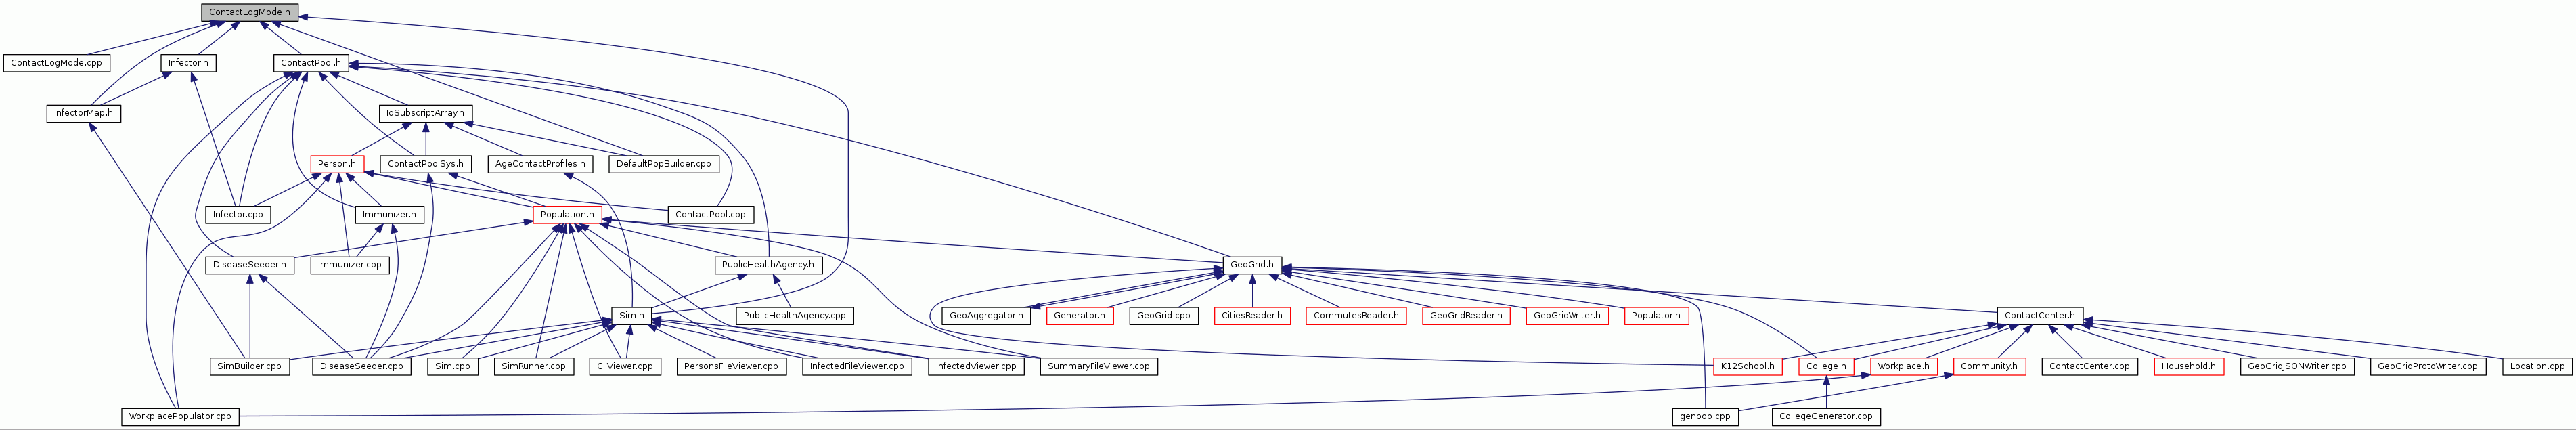 ContactLogMode.h
ContactLogMode.cpp
Infector.h
ContactPool.h
InfectorMap.h
IdSubscriptArray.h
Person.h
ContactPoolSys.h
AgeContactProfiles.h
DefaultPopBuilder.cpp
Infector.cpp
Immunizer.h
Population.h
ContactPool.cpp
DiseaseSeeder.h
Immunizer.cpp
PublicHealthAgency.h
GeoGrid.h
Sim.h
PublicHealthAgency.cpp
GeoAggregator.h
Generator.h
GeoGrid.cpp
CitiesReader.h
CommutesReader.h
GeoGridReader.h
GeoGridWriter.h
Populator.h
ContactCenter.h
SimBuilder.cpp
DiseaseSeeder.cpp
Sim.cpp
SimRunner.cpp
CliViewer.cpp
PersonsFileViewer.cpp
InfectedFileViewer.cpp
InfectedViewer.cpp
SummaryFileViewer.cpp
K12School.h
College.h
Workplace.h
Community.h
ContactCenter.cpp
Household.h
GeoGridJSONWriter.cpp
GeoGridProtoWriter.cpp
Location.cpp
WorkplacePopulator.cpp
genpop.cpp
CollegeGenerator.cpp